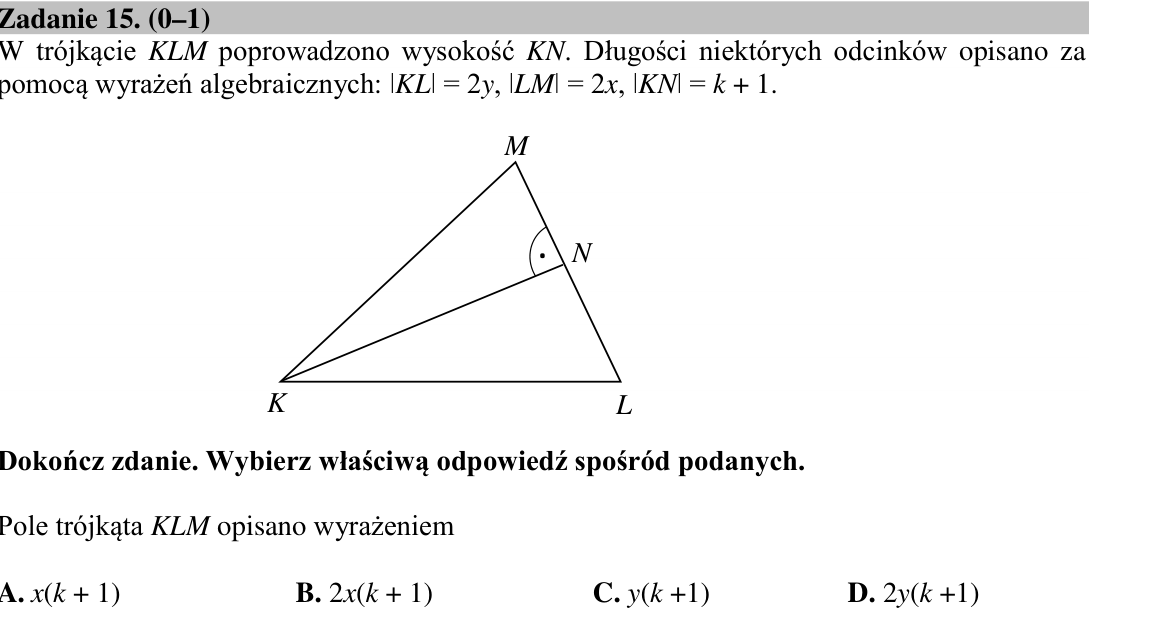 Zadanie 15. (0–1)
W trójkącie KLM poprowadzono wysokość KN. Długości niektórych odcinków opisano za
pomocą wyrażeń algebraicznych: |KL| = 2y, |LM| = 2x, |KN| = k + 1.
M
N
K
L
Dokończ zdanie. Wybierz właściwą odpowiedź spośród podanych.
Pole trójkąta KLM opisano wyrażeniem
A. x(k + 1) B. 2x(k + 1) C. y(k +1) D. 2y(k +1)